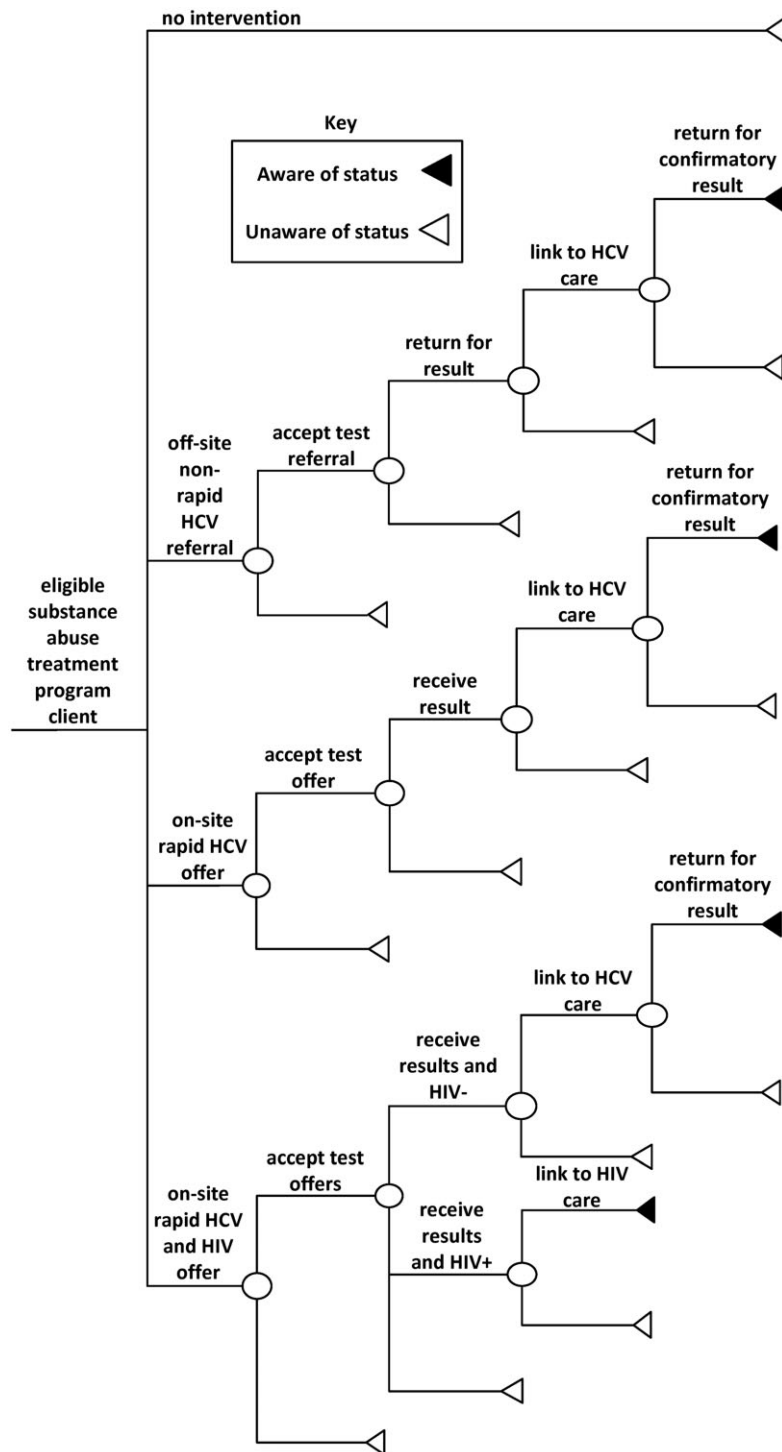 no intervention
Key
Aware of status
Unaware of status
return for
confirmatory
result
link to HCV
care
return for
result
accept test
referral
off-site
non-
rapid
HCV
referral
return for
confirmatory
result
link to HCV
care
receive
result
accept test
offer
on-site
rapid HCV
offer
eligible
substance
abuse
treatment
program
client
return for
confirmatory
result
link to HCV
care
receive
results and
HIV-
link to HIV
care
receive
results
and HIV+
accept test
offers
on-site
rapid HCV
and HIV
offer